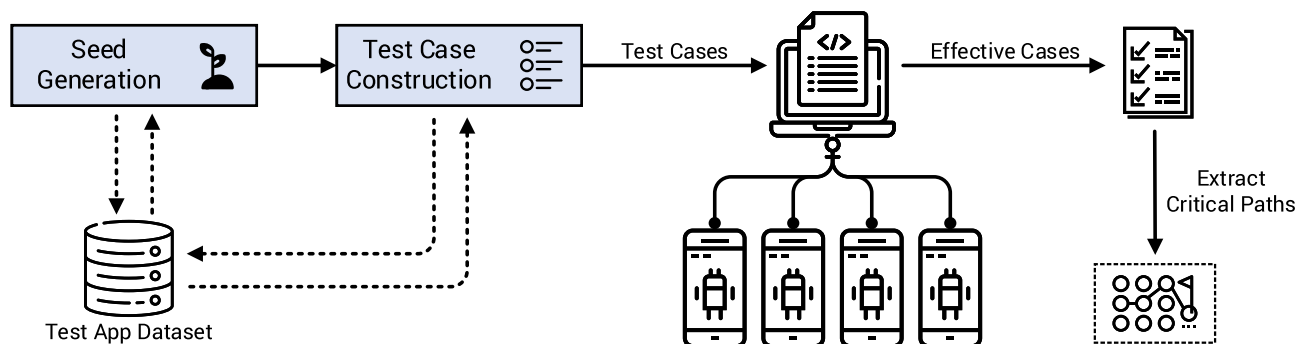 Seed
Generation
Test Case
Construction
Test Cases
</>
Effective Cases
Extract
Critical Paths
Test App Dataset